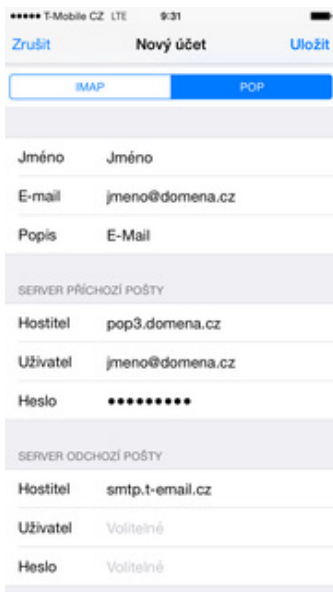 T-Mobile CZ LTE 9:31
Zrušit Nový účet Uložit
IMAP POP
Jméno Jméno
E-mail jmeno@domena.cz
Popis E-Mail
SERVER PŘÍCHOZÍ POŠTY
Hostitel pop3.domena.cz
Uživatel jmeno@domena.cz
Heslo •••••••••
SERVER ODCHOZÍ POŠTY
Hostitel smtp.t-email.cz
Uživatel Volitelné
Heslo Volitelné